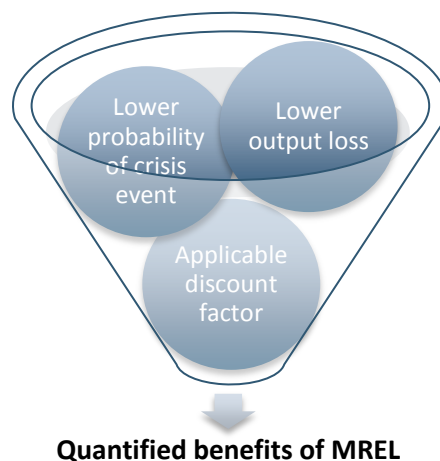 Lower
probability
of crisis
event
Lower
output loss
Applicable
discount
factor
Quantified benefits of MREL